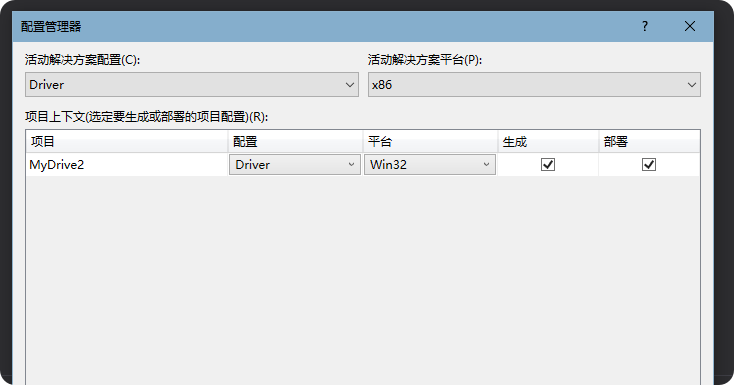 配置管理器 ?
活动解决方案配置(C): 活动解决方案平台(P):
Driver x86
项目上下文(选定要生成或部署的项目配置)(R):
项目 配置 平台 生成 部署
MyDrive2 Driver Win32